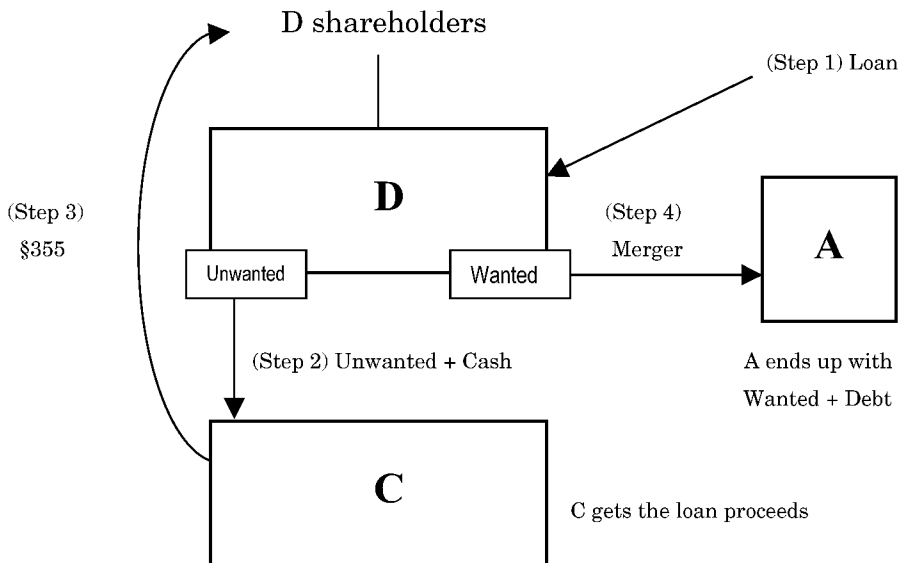 D shareholders
(Step 1) Loan
D
(Step 3)
§355
(Step 4)
Merger
A
Unwanted
Wanted
(Step 2) Unwanted + Cash
A ends up with
Wanted + Debt
C
C gets the loan proceeds